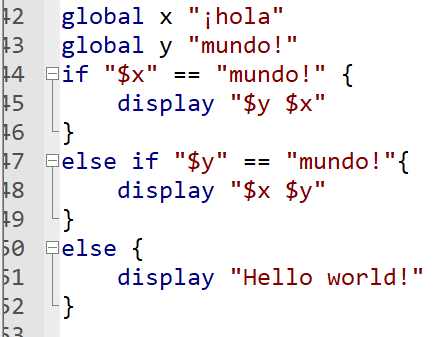 42 global x "¡hola"
43 global y "mundo!"
44 if "$x" == "mundo!" {
45     display "$y $x"
46 }
47 else if "$y" == "mundo!"{
48     display "$x $y"
49 }
50 else {
51     display "Hello world!"
52 }
53